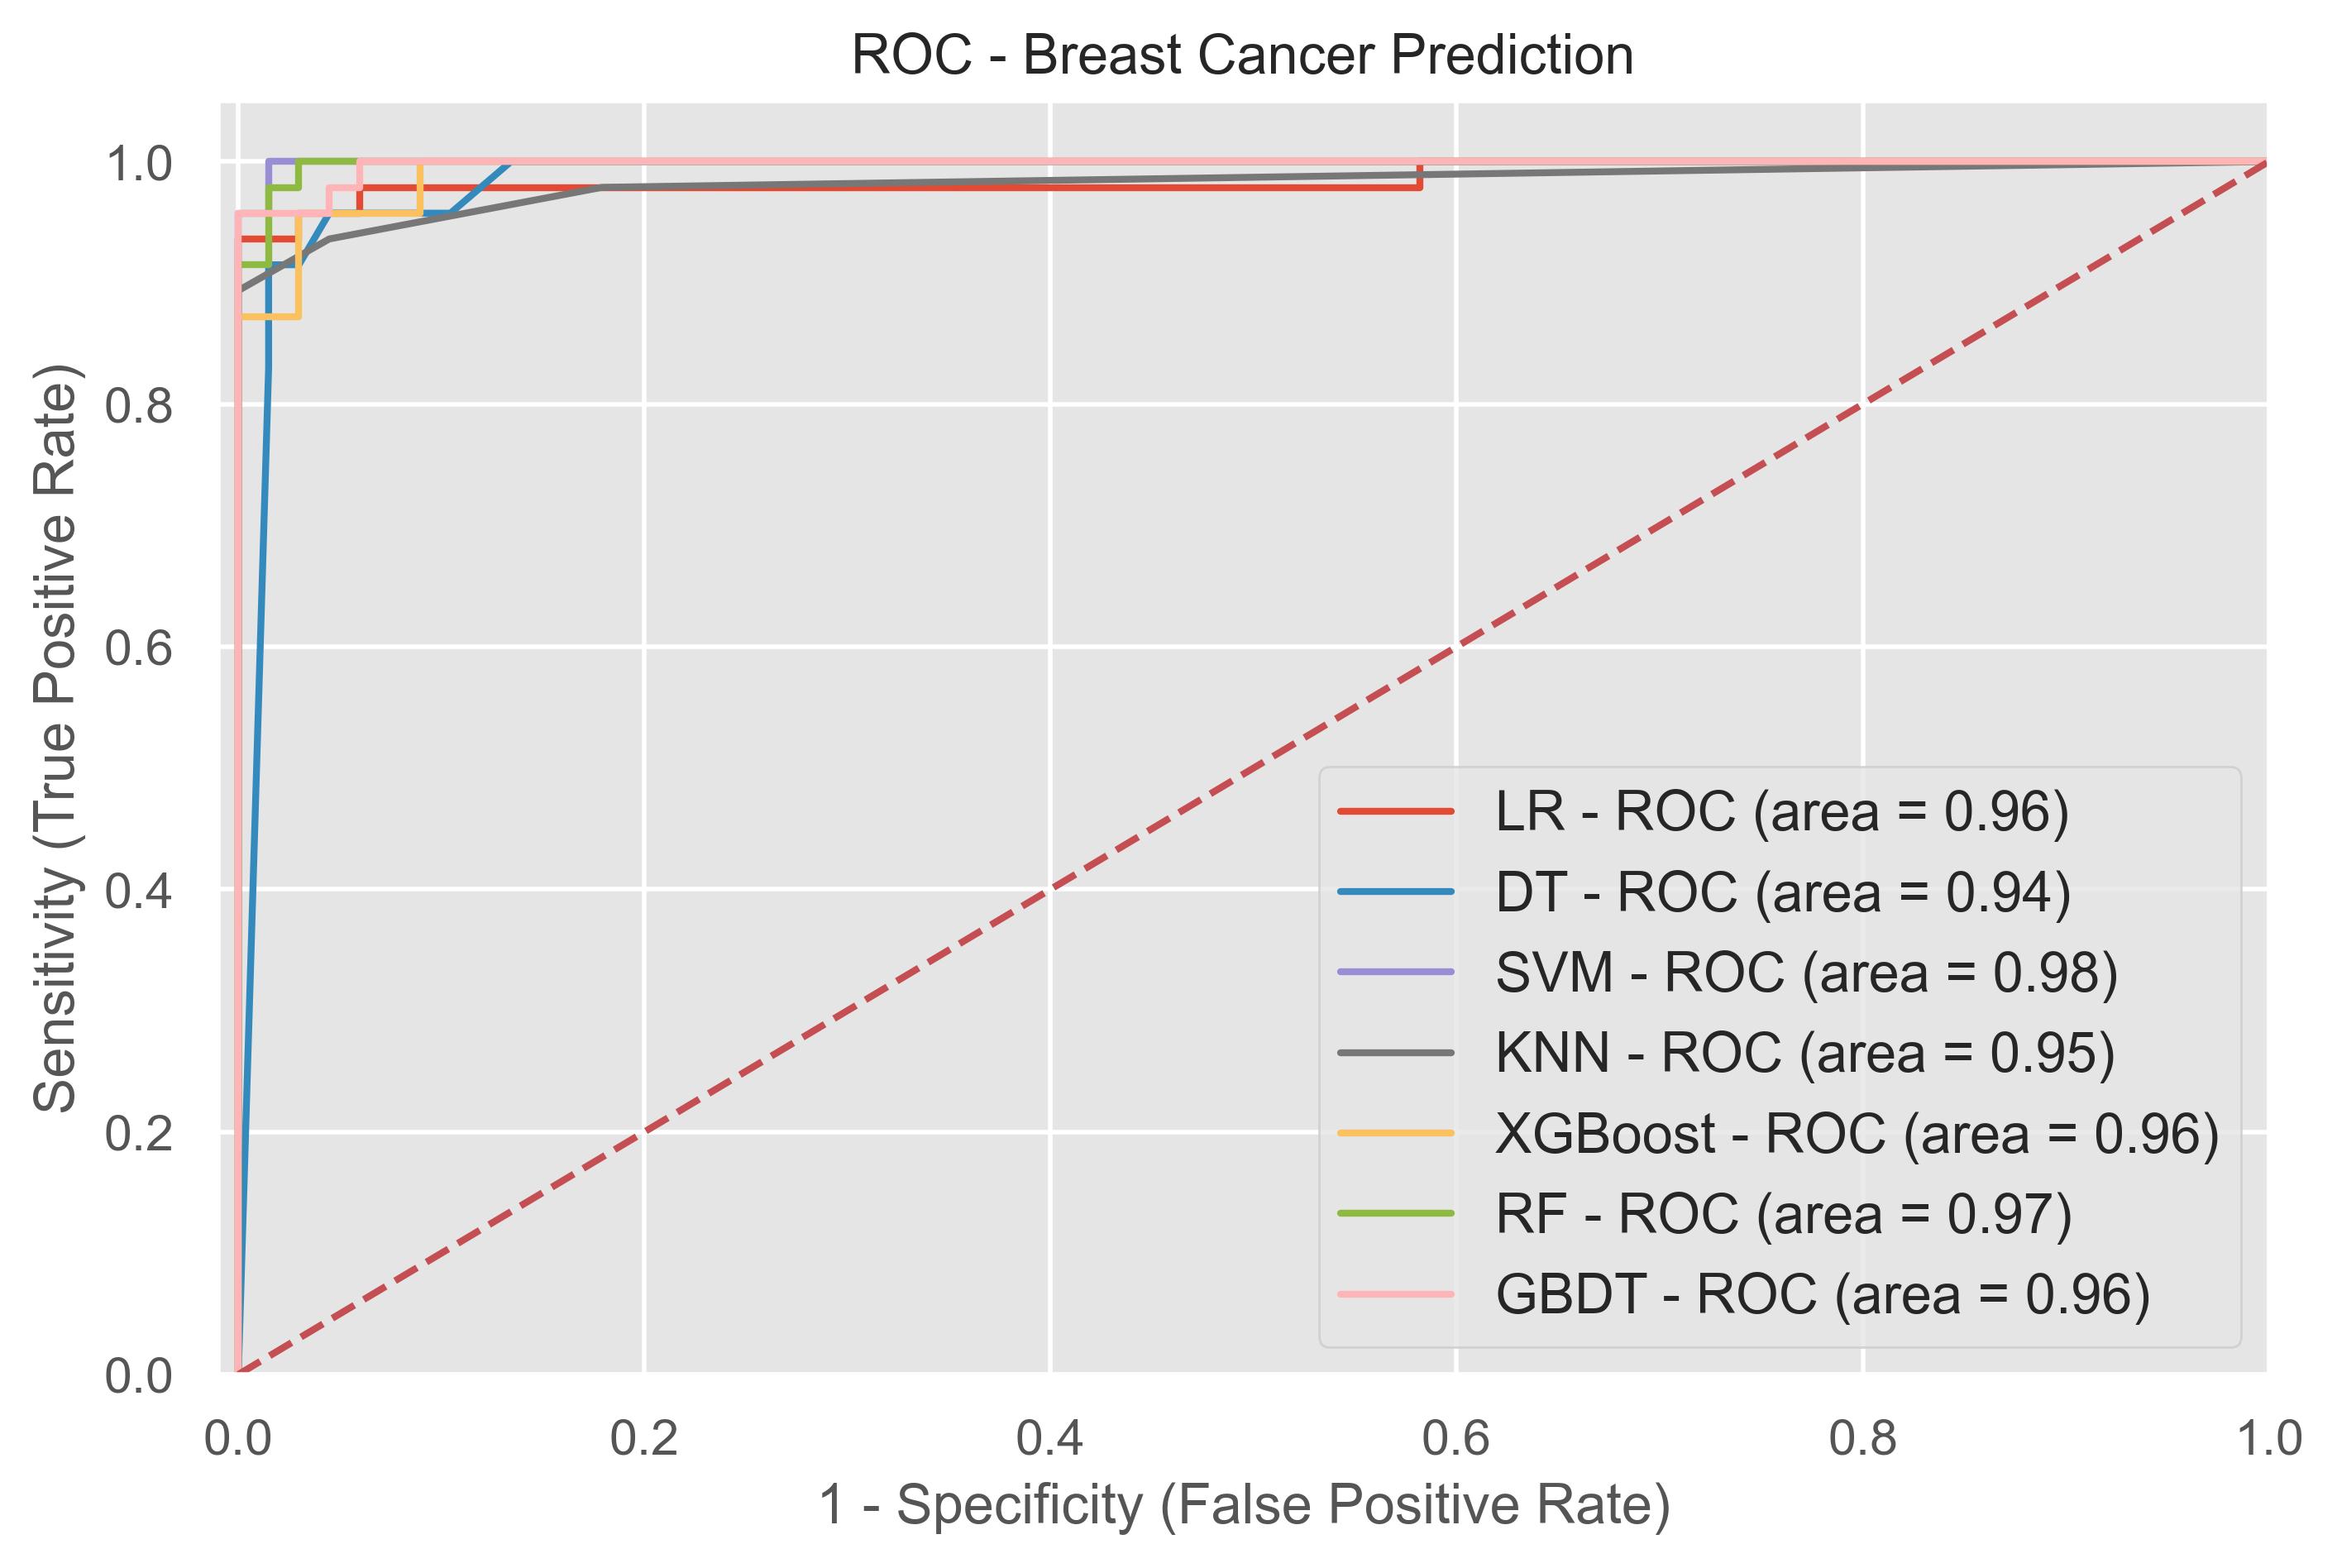 ROC - Breast Cancer Prediction
1.0
0.8
0.6
0.4
0.2
0.0
Sensitivity (True Positive Rate)
LR - ROC (area = 0.96)
DT - ROC (area = 0.94)
SVM - ROC (area = 0.98)
KNN - ROC (area = 0.95)
XGBoost - ROC (area = 0.96)
RF - ROC (area = 0.97)
GBDT - ROC (area = 0.96)
0.0 0.2 0.4 0.6 0.8 1.0
1 - Specificity (False Positive Rate)